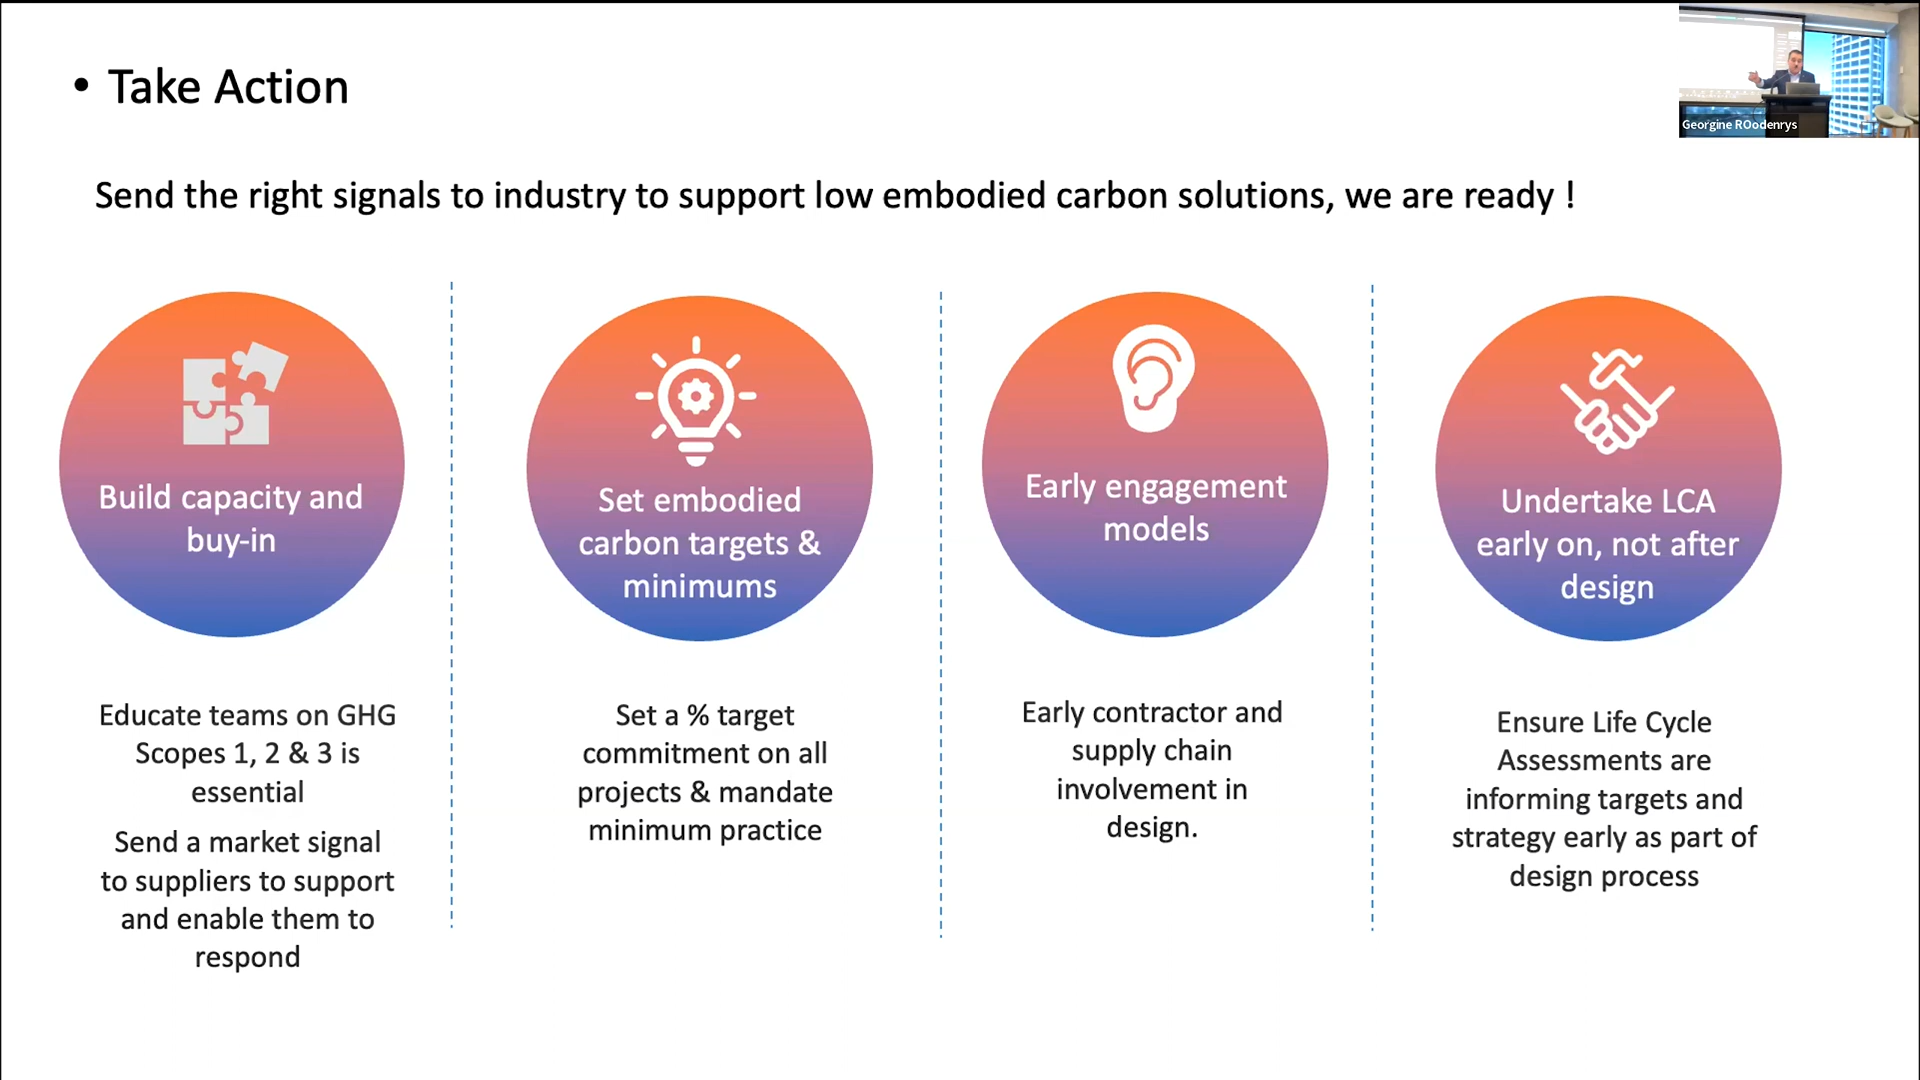 • Take Action
Georgine ROodenrys
Send the right signals to industry to support low embodied carbon solutions, we are ready !
Build capacity and
buy-in
Educate teams on GHG
Scopes 1, 2 & 3 is
essential
Send a market signal
to suppliers to support
and enable them to
respond
Set embodied
carbon targets &
minimums
Set a % target
commitment on all
projects & mandate
minimum practice
Early engagement
models
Early contractor and
supply chain
involvement in
design.
Undertake LCA
early on, not after
design
Ensure Life Cycle
Assessments are
informing targets and
strategy early as part of
design process